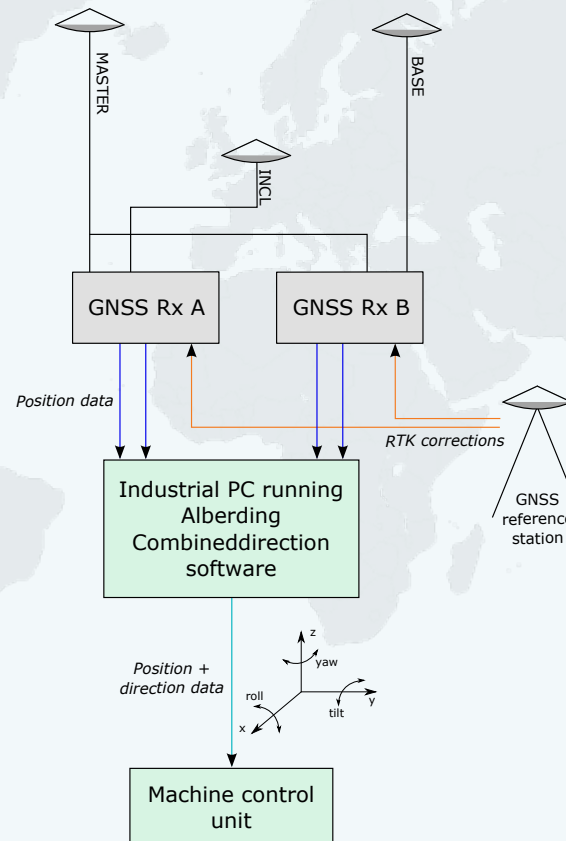 MASTER
BASE
INCL
GNSS Rx A
GNSS Rx B
Position data
RTK corrections
GNSS
reference
station
Industrial PC running
Alberding
Combineddirection
software
Position +
direction data
z
yaw
roll
tilt
y
x
Machine control
unit